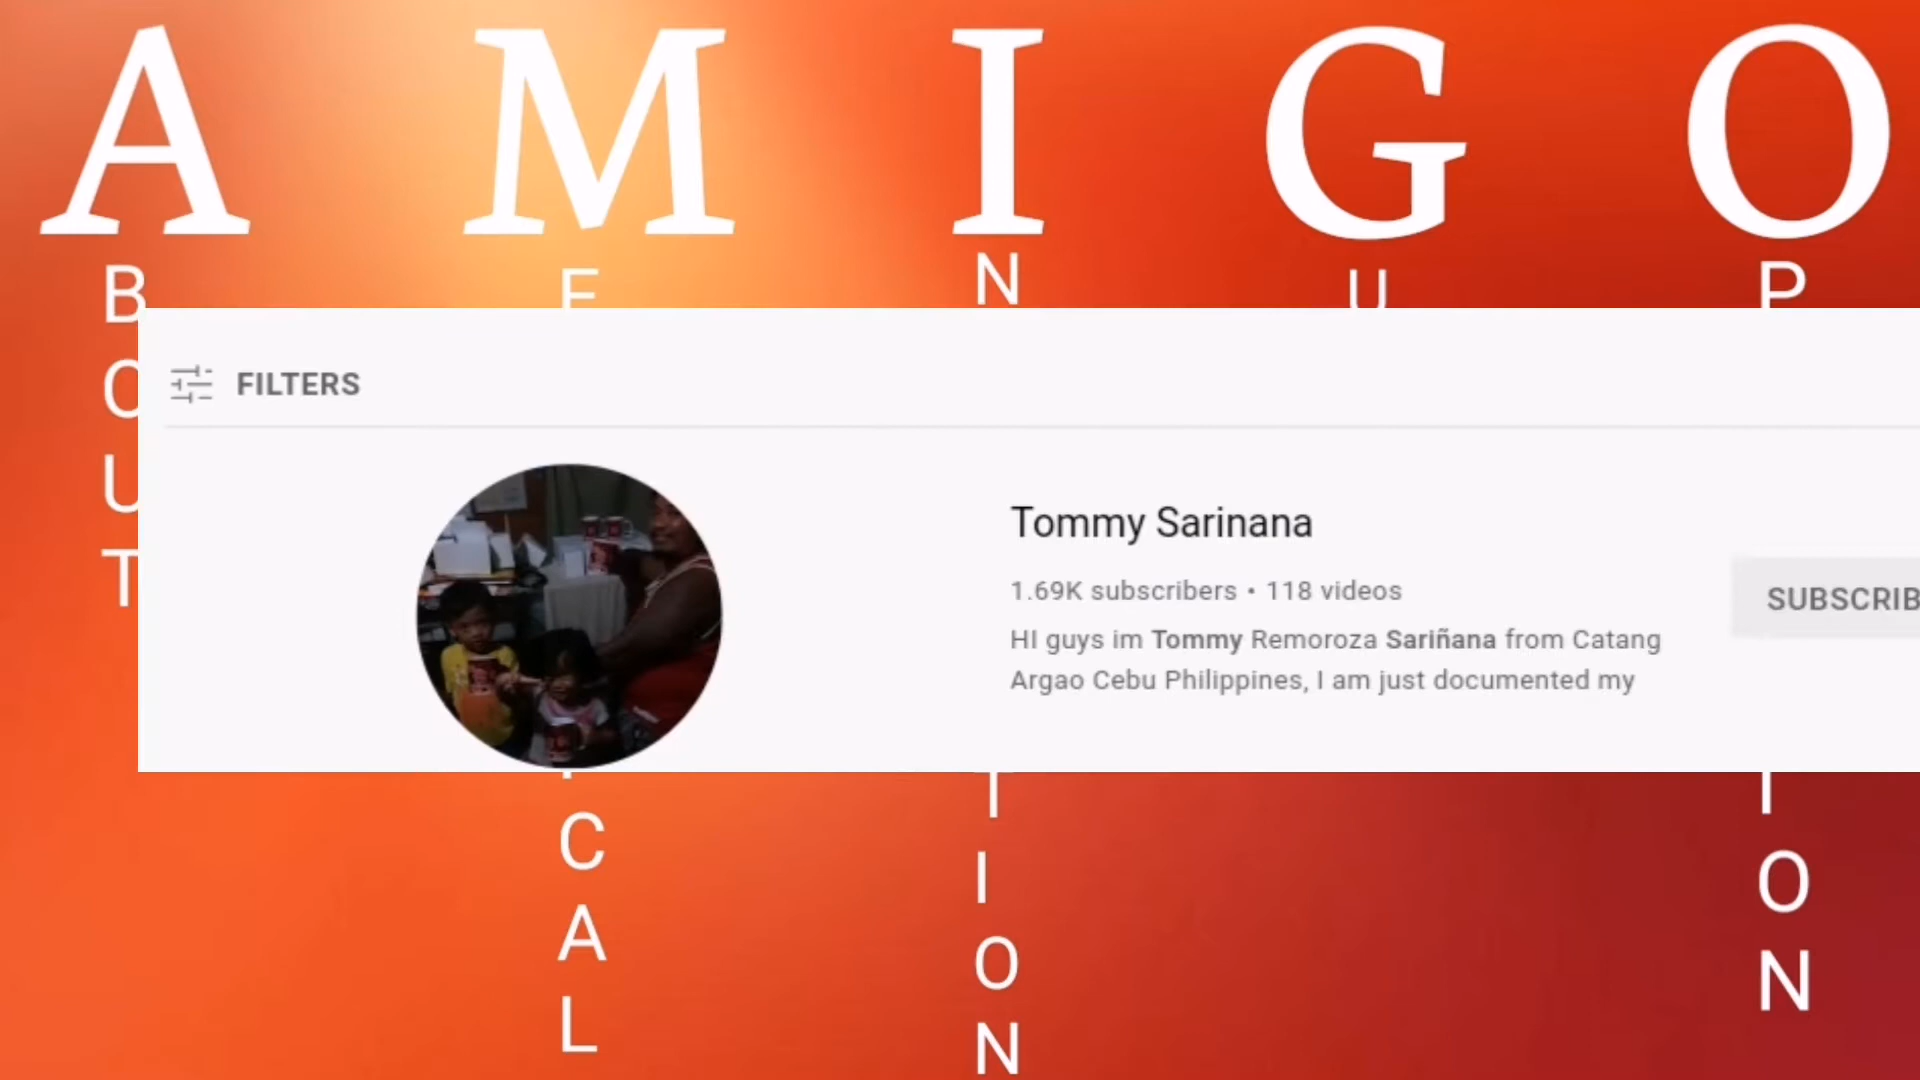 A M I G O
B E N U P
O
U
T
FILTERS
Tommy Sarinana
1.69K subscribers • 118 videos
SUBSCRIB
HI guys im Tommy Remoroza Sariñana from Catang
Argao Cebu Philippines, I am just documented my
T I
C I O
A O N
L N